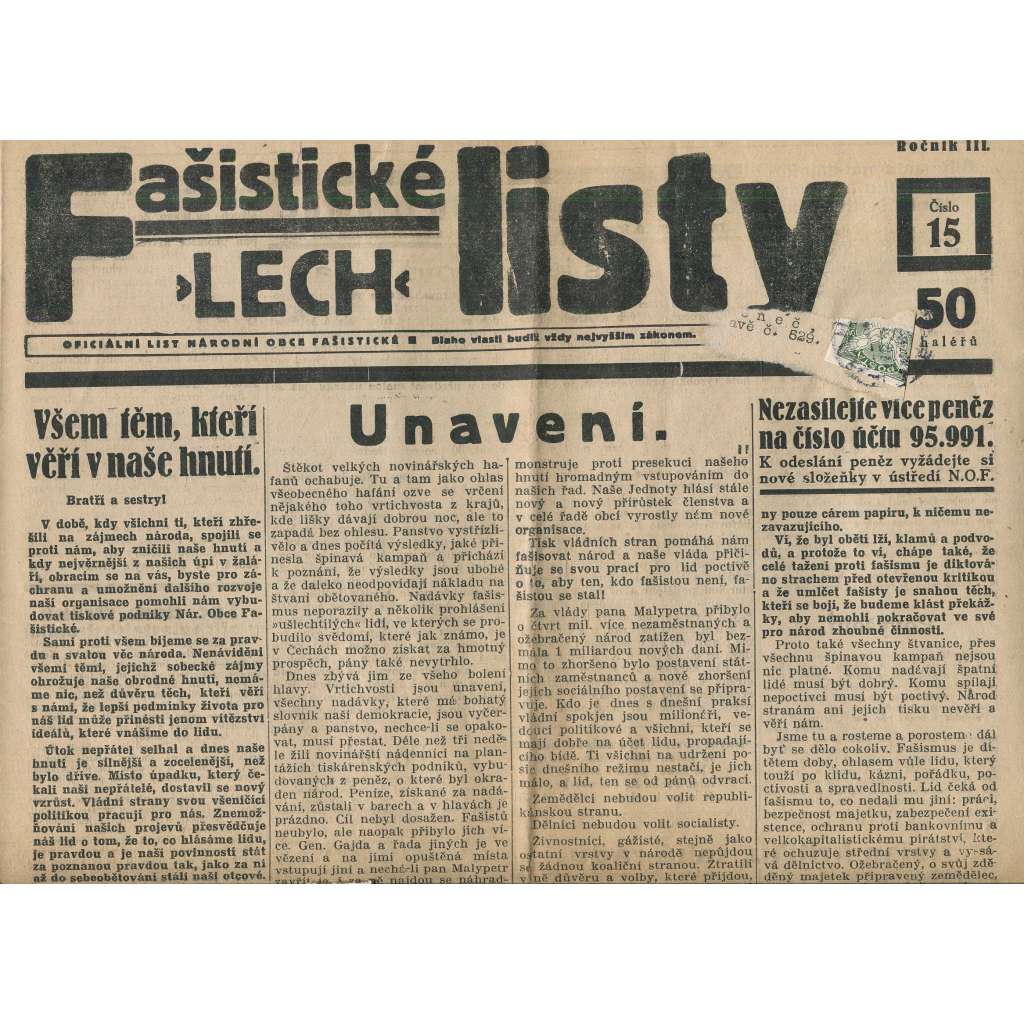 Ročník III.
Fašistické listy
»LECH«
Číslo
15
50
haléřů
OFICIÁLNÍ LIST NÁRODNÍ OBCE FAŠISTICKÉ ■ Blaho vlasti budiž vždy nejvyšším zákonem.
avě č. 629.
Všem těm, kteří
věří v naše hnutí.
Bratři a sestry!
V době, kdy všichni ti, kteří zhře-
šili na zájmech národa, spojili se
proti nám, aby zničili naše hnutí a
kdy nejvěrnější z našich úpí v žalá-
ři, obracím se na vás, byste pro zá-
chranu a umožnění dalšího rozvoje
naší organisace pomohli nám vybu-
dovat tiskové podniky Nár. Obce Fa-
šistické.
Sami proti všem bijeme se za prav-
du a svatou věc národa. Nenáviděni
všemi těmi, jejichž sobecké zájmy
ohrožuje naše obrodné hnutí, nemá-
me nic, než důvěru těch, kteří věří
s námi, že lepší podmínky života pro
náš lid může přinésti jenom vítězství
ideálů, které vnášíme do lidu.
Útok nepřátel selhal a dnes naše
hnutí je silnější a zocelenější, než
bylo dříve. Místo úpadku, který če-
kali naši nepřátelé, dostavil se nový
vzrůst. Vládní strany svou všeničící
politikou pracují pro nás. Znemož-
ňování našich projevů přesvědčuje
náš lid o tom, že to, co hlásáme lidu,
je pravdou a je naší povinností stát
za poznanou pravdou tak, jako za ní
až do sebeobětování stáli naši otcové.
Unavení.
Štěkot velkých novinářských ha-
fanů ochabuje. Tu a tam jako ohlas
všeobecného hafání ozve se vrčení
nějakého toho vrtichvosta z krajů,
kde lišky dávají dobrou noc, ale to
zapadá bez ohlesu. Panstvo vystřízli-
vělo a dnes počítá výsledky, jaké při-
nesla špinavá kampaň a přichází
k poznání, že výsledky jsou ubohé
a že daleko neodpovídají nákladu na
štvaní obětovaného. Nadávky fašis-
mus neporazily a několik prohlášení
»ušlechtilých« lidí, ve kterých se pro-
budilo svědomí, které jak známo, je
v Čechách možno získat za hmotný
prospěch, pány také nevytrhlo.
Dnes zbývá jim ze všeho bolení
hlavy. Vrtichvosti jsou unavení,
všechny nadávky, které má bohatý
slovník naší demokracie, jsou vyčer-
pány a panstvo, nechce-li se opako-
vat, musí přestat. Déle než tři nedě-
le žili novinářští nádeníci na plan-
tážích tiskárenských podniků, vybu-
dovaných z peněz, o které byl okra-
den národ. Peníze, získané za nadá-
vání, zůstali v barech a v hlavách je
prázdno. Cíl nebyl dosažen. Fašistů
neubylo, ale naopak přibylo jich ví-
ce. Gen. Gajda a řada jiných je ve
vězení a na jimi opuštěná místa
vstupují jiní a nechá-li pan Malypetr
najdou se náhrad-
monstruje proti presekuci našeho
hnutí hromadným vstupováním do
našich řad. Naše Jednoty hlásí stále
nový a nový přírůstek členstva a
v celé řadě obcí vyrostly nám nové
organisace.
Tisk vládních stran pomáhá nám
fašisovat národ a naše vláda přiči-
ňuje se svou prací pro lid poctivě
o to, aby ten, kdo fašistou není, fa-
šistou se stal!
Za vlády pana Malypetra přibylo
o čtvrt mil. více nezaměstnaných a
ožebračený národ zatížen byl bez-
mála 1 miliardou nových daní. Mi-
mo to zhoršeno bylo postavení stát-
ních zaměstnanců a nové zhoršení
jejich sociálního postavení se připra-
vuje. Kdo je dnes s dnešní praksí
vládní spokjen jsou milionáři, ve-
doucí politikové a všichni, kteří se
mají dobře na účet lidu, propadají-
cího bídě. Ti všichni na udržení po-
sic dnešního režimu nestačí, je jich
málo, a lid, ten se od pánů odvrací.
Zemědělci nebudou volit republi-
kánskou stranu.
Dělníci nebudou volit socialisty.
Živnostníci, gážisté, stejně jako
ostatní vrstvy v národě nepůjdou
se žádnou koaliční stranou. Ztratili
v ně důvěru a volby, které přijdou,
Nezasílejte více peněz
na číslo účtu 95.991.
K odeslání peněz vyžádejte si
nové složeňky v ústředí N.O.F.
ny pouze cárem papíru, k ničemu ne-
zavazujícího.
Ví, že byl obětí lží, klamů a podvo-
dů, a protože to ví, chápe také, že
celé tažení proti fašismu je diktová-
no strachem před otevřenou kritikou
a že umlčet fašisty je snahou těch,
kteří se bojí, že budeme klást překáž-
ky, aby nemohli pokračovat ve své
pro národ zhoubné činnosti.
Proto také všechny štvanice, přes
všechnu špinavou kampaň nejsou
nic platné. Komu nadávají špatní
lidé musí být dobrý. Komu spílají
nepoctivci musí být poctivý. Národ
stranám ani jejich tisku nevěří a
věří nám.
Jsme tu a rosteme a porostem dál
byť se dělo cokoliv. Fašismus je dí-
tětem doby, ohlasem vůle lidu, který
touží po klidu, kázni, pořádku, po-
ctivosti a spravedlnosti. Lid čeká od
fašismu to, co nedali mu jiní: práci,
bezpečnost majetku, zabezpečení exi-
stence, ochranu proti bankovnímu a
velkokapitalistickému pirátství, kte-
ré ochuzuje střední vrstvy a vyssá-
vá dělnictvo. Ožebračený, o svůj zdě-
děný majetek připravený zemědělec,